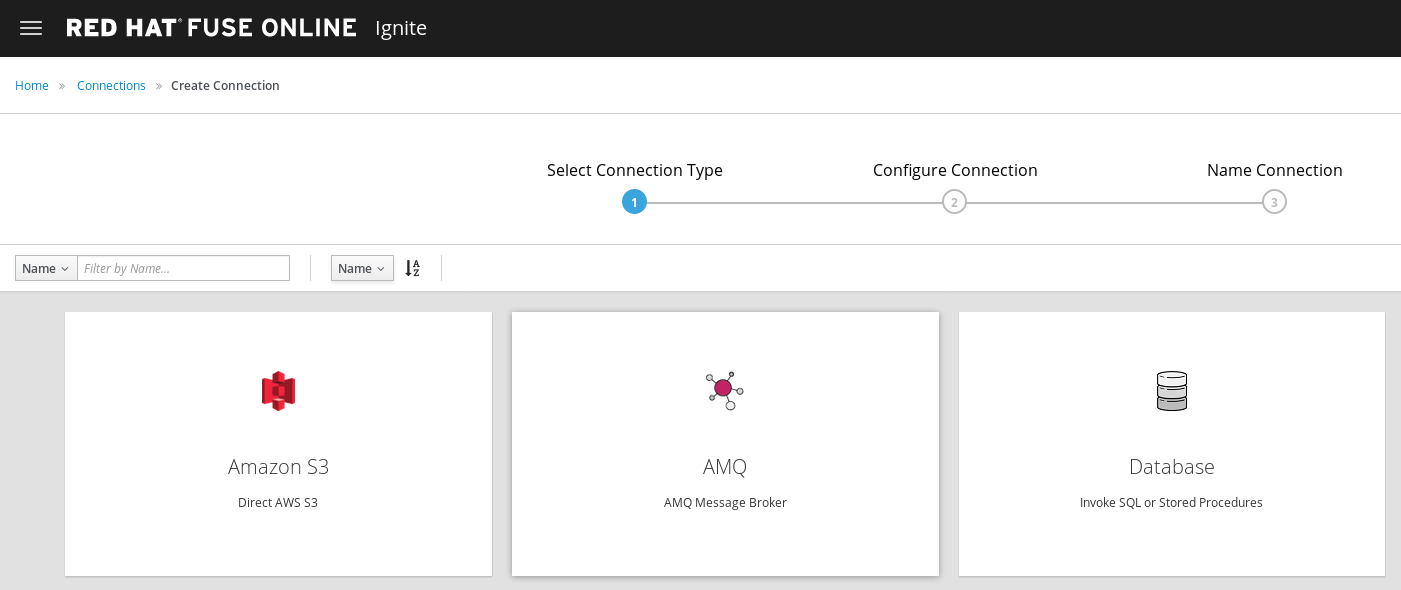 RED HAT® FUSE ONLINE Ignite
Home » Connections » Create Connection
Select Connection Type Configure Connection Name Connection
1 2 3
Name Filter by Name... Name A Z
Amazon S3 AMQ Database
Direct AWS S3 AMQ Message Broker Invoke SQL or Stored Procedures